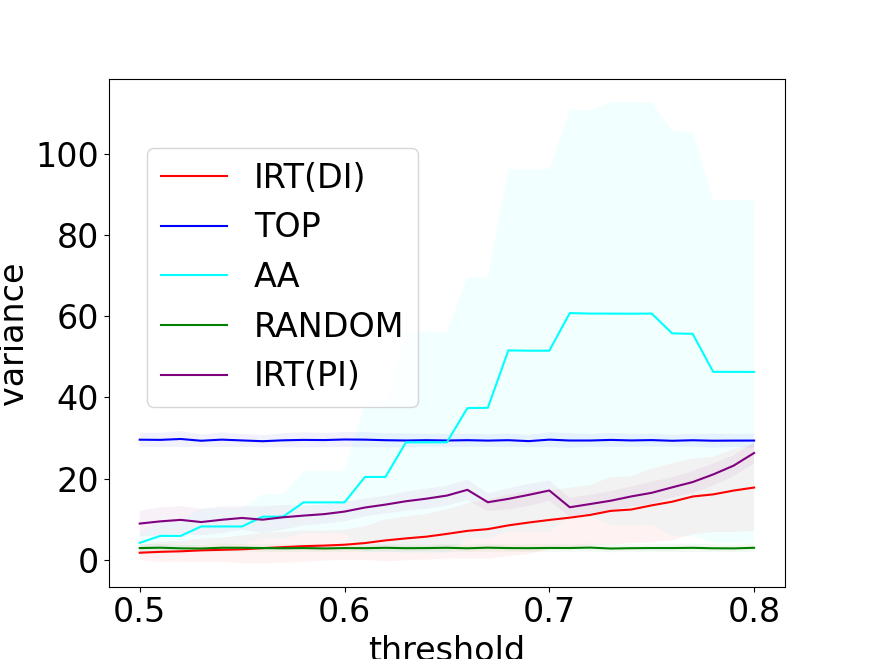 100
80
60
40
20
0
variance
IRT(DI)
TOP
AA
RANDOM
IRT(PI)
0.5 0.6 0.7 0.8
threshold